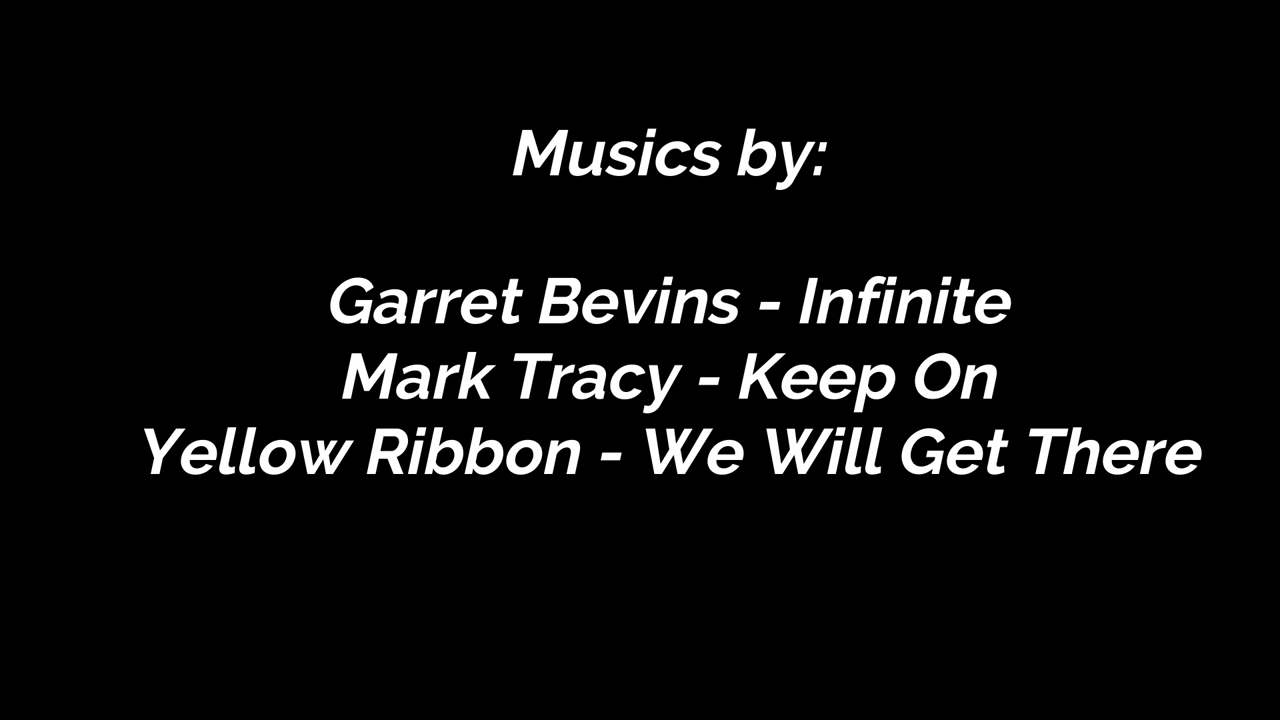 Musics by:
Garret Bevins - Infinite
Mark Tracy - Keep On
Yellow Ribbon - We Will Get There